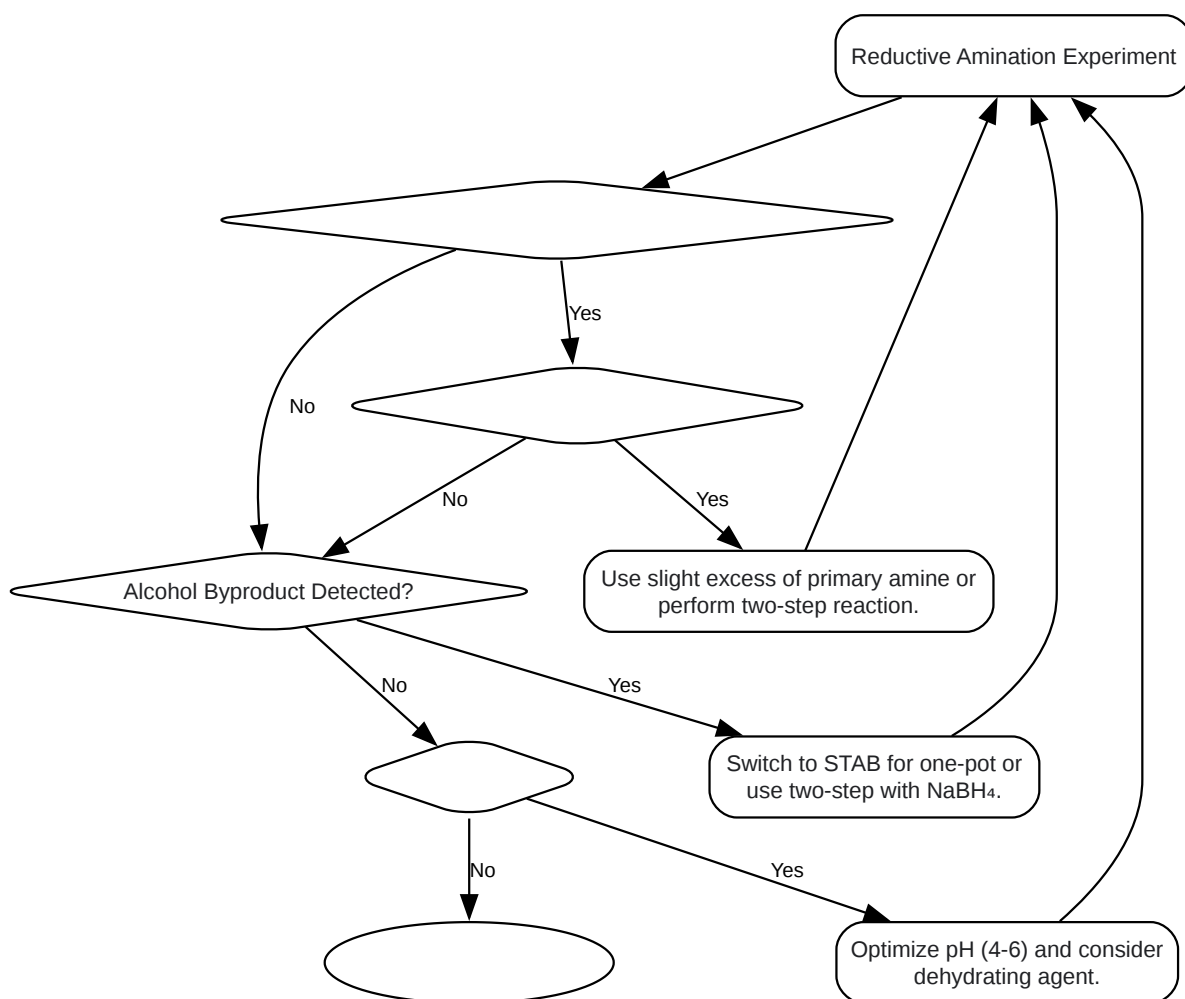 Reductive Amination Experiment
Yes
No
No
Yes
Alcohol Byproduct Detected?
Use slight excess of primary amine or
perform two-step reaction.
No
Yes
Switch to STAB for one-pot or
use two-step with NaBH₄.
No
Yes
Optimize pH (4-6) and consider
dehydrating agent.